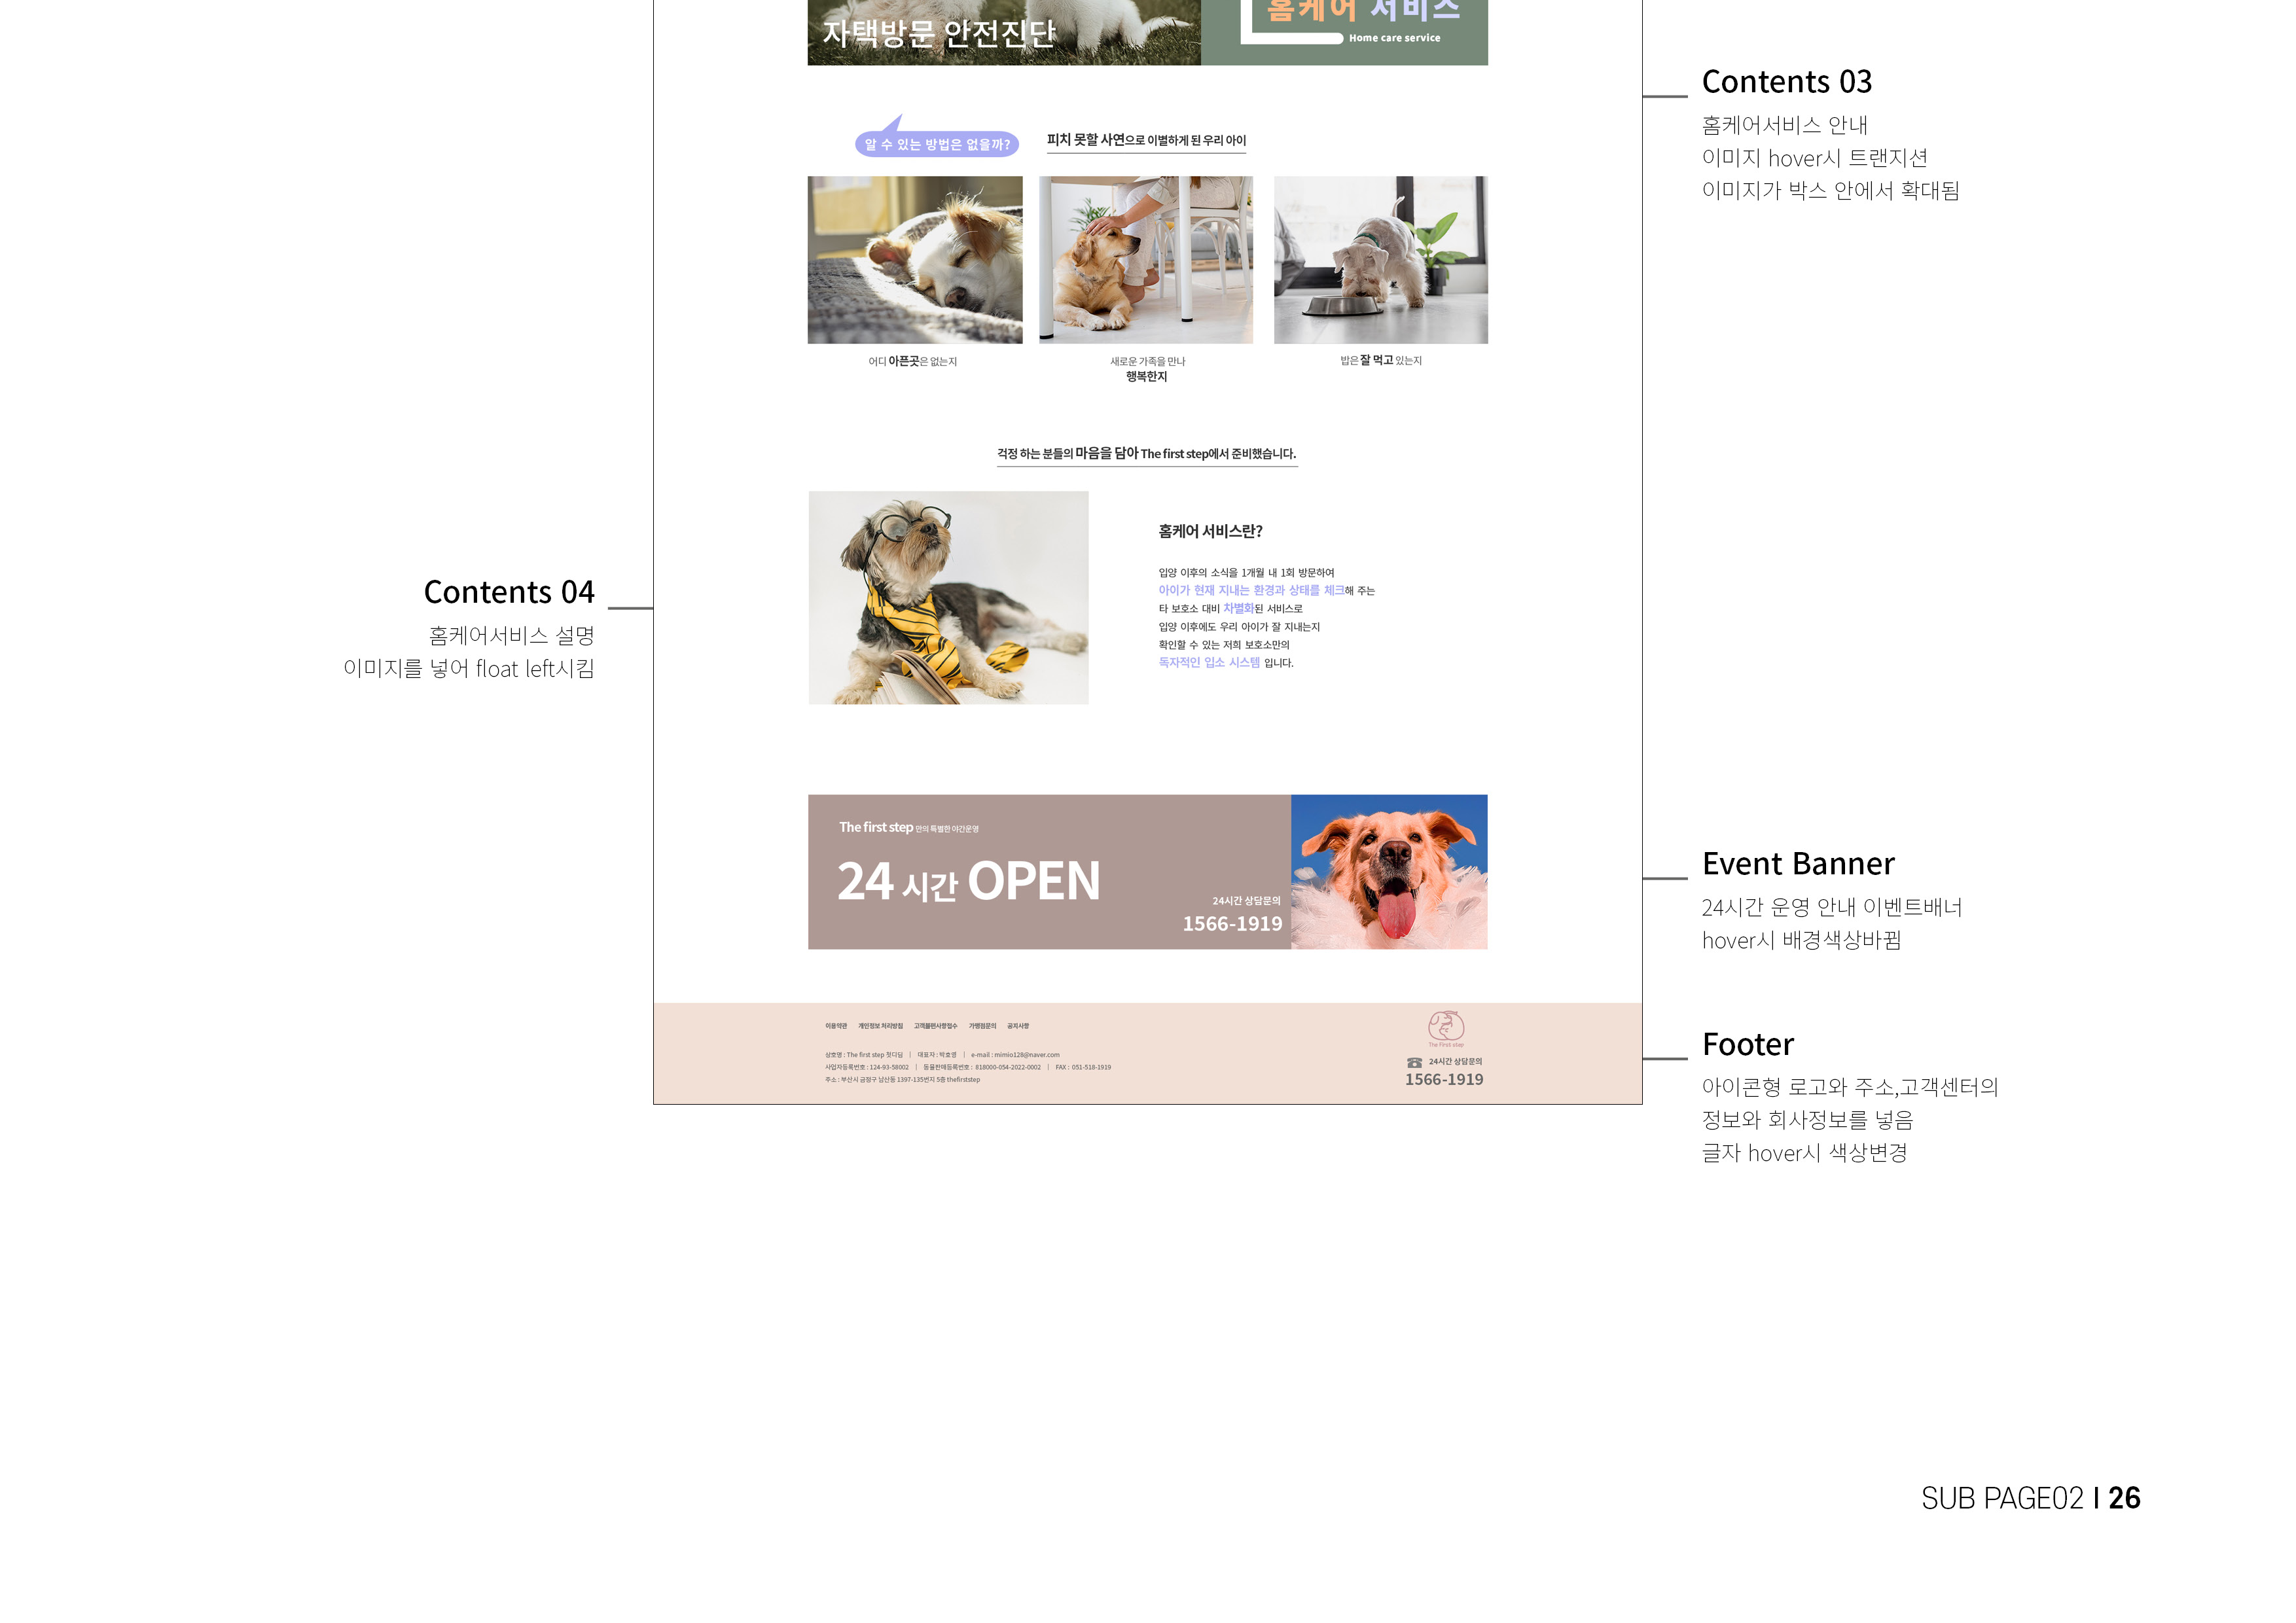 자택방문 안전진단
홈케어 서비스
Home care service
Contents 03
홈케어서비스 안내
이미지 hover시 트랜지션
이미지가 박스 안에서 확대됨
알 수 있는 방법은 없을까?
피치 못할 사연으로 이별하게 된 우리 아이
어디 아픈곳은 없는지
새로운 가족을 만나
행복한지
밥은 잘 먹고 있는지
걱정 하는 분들의 마음을 담아 The first step에서 준비했습니다.
Contents 04
홈케어서비스 설명
이미지를 넣어 float left시킴
홈케어 서비스란?
입양 이후의 소식을 1개월 내 1회 방문하여
아이가 현재 지내는 환경과 상태를 체크해 주는
타 보호소 대비 차별화된 서비스로
입양 이후에도 우리 아이가 잘 지내는지
확인할 수 있는 저희 보호소만의
독자적인 입소 시스템 입니다.
The first step 만의 특별한 야간운영
24 시간 OPEN
24시간 상담문의
1566-1919
Event Banner
24시간 운영 안내 이벤트배너
hover시 배경색상바뀜
이용약관 개인정보 처리방침 고객불편사항접수 가맹점문의 공지사항
상호명 : The first step 첫디딤 | 대표자 : 박호영 | e-mail : mimio128@naver.com
사업자등록번호 : 124-93-58002 | 동물판매등록번호 : 818000-054-2022-0002 | FAX : 051-518-1919
주소 : 부산시 금정구 남산동 1397-135번지 5층 thefirststep
The First step
24시간 상담문의
1566-1919
Footer
아이콘형 로고와 주소,고객센터의
정보와 회사정보를 넣음
글자 hover시 색상변경
SUB PAGE02 I 26